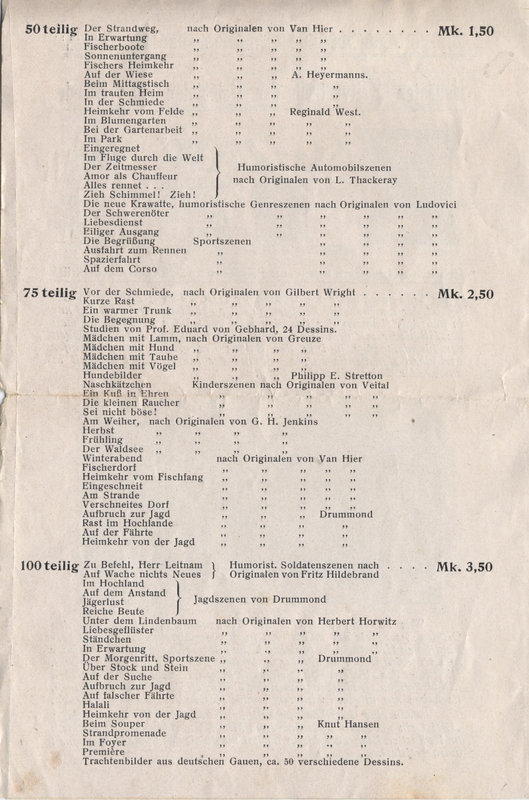 50 teilig Der Strandweg, nach Originalen von Van Hier . . . . . . . . Mk. 1,50
In Erwartung ,, ,, ,, ,, ,,
Fischerboote ,, ,, ,, ,, ,,
Sonnenuntergang ,, ,, ,, ,, ,,
Fischers Heimkehr ,, ,, ,, ,, ,,
Auf der Wiese ,, ,, ,, A. Heyermanns.
Beim Mittagstisch ,, ,, ,, ,,
Im trauten Heim ,, ,, ,, ,,
In der Schmiede ,, ,, ,, ,,
Heimkehr vom Felde ,, ,, ,, Reginald West.
Im Blumengarten ,, ,, ,, ,, ,,
Bei der Gartenarbeit ,, ,, ,, ,, ,,
Im Park ,, ,, ,, ,, ,,
Eingeregnet
Im Fluge durch die Welt
Der Zeitmesser Humoristische Automobilszenen
Amor als Chauffeur nach Originalen von L. Thackeray
Alles rennet . . .
Zieh Schimmel! Zieh!
Die neue Krawatte, humoristische Genreszenen nach Originalen von Ludovici
Der Schwerenöter ,, ,, ,, ,, ,,
Liebesdienst ,, ,, ,, ,, ,,
Eiliger Ausgang ,, ,, ,, ,, ,,
Die Begrüßung Sportszenen ,, ,, ,, ,,
Ausfahrt zum Rennen ,, ,, ,, ,, ,,
Spazierfahrt ,, ,, ,, ,, ,,
Auf dem Corso ,, ,, ,, ,, ,,
75 teilig Vor der Schmiede, nach Originalen von Gilbert Wright . . . . . . Mk. 2,50
Kurze Rast ,, ,, ,, ,, ,,
Ein warmer Trunk ,, ,, ,, ,, ,,
Die Begegnung ,, ,, ,, ,, ,,
Studien von Prof. Eduard von Gebhard, 24 Dessins.
Mädchen mit Lamm, nach Originalen von Greuze
Mädchen mit Hund ,, ,, ,, ,,
Mädchen mit Taube ,, ,, ,, ,,
Mädchen mit Vögel ,, ,, ,, ,,
Hundebilder ,, ,, ,, Philipp E. Stretton
Naschkätzchen Kinderszenen nach Originalen von Veital
Ein Kuß in Ehren ,, ,, ,, ,, ,,
Die kleinen Raucher ,, ,, ,, ,, ,,
Sei nicht böse! ,, ,, ,, ,, ,,
Am Weiher, nach Originalen von G. H. Jenkins
Herbst ,, ,, ,, ,,
Frühling ,, ,, ,, ,,
Der Waldsee ,, ,, ,, ,,
Winterabend nach Originalen von Van Hier
Fischerdorf ,, ,, ,, ,,
Heimkehr vom Fischfang ,, ,, ,, ,,
Eingeschneit ,, ,, ,, ,,
Am Strande ,, ,, ,, ,,
Verschneites Dorf ,, ,, ,, ,,
Aufbruch zur Jagd ,, ,, ,, Drummond
Rast im Hochlande ,, ,, ,, ,,
Auf der Fährte ,, ,, ,, ,,
Heimkehr von der Jagd ,, ,, ,, ,,
100 teilig Zu Befehl, Herr Leitnam Humorist. Soldatenszenen nach . . . . Mk. 3,50
Auf Wache nichts Neues Originalen von Fritz Hildebrand
Im Hochland
Auf dem Anstand
Jägerlust Jagdszenen von Drummond
Reiche Beute
Unter dem Lindenbaum nach Originalen von Herbert Horwitz
Liebesgeflüster ,, ,, ,, ,, ,,
Ständchen ,, ,, ,, ,, ,,
In Erwartung ,, ,, ,, ,, ,,
Der Morgenritt, Sportszene ,, ,, ,, Drummond
Über Stock und Stein ,, ,, ,, ,,
Auf der Suche ,, ,, ,, ,,
Aufbruch zur Jagd ,, ,, ,, ,,
Auf falscher Fährte ,, ,, ,, ,,
Halali ,, ,, ,, ,,
Heimkehr von der Jagd ,, ,, ,, ,,
Beim Souper ,, ,, ,, Knut Hansen
Strandpromenade ,, ,, ,, ,, ,,
Im Foyer ,, ,, ,, ,, ,,
Première ,, ,, ,, ,, ,,
Trachtenbilder aus deutschen Gauen, ca. 50 verschiedene Dessins.